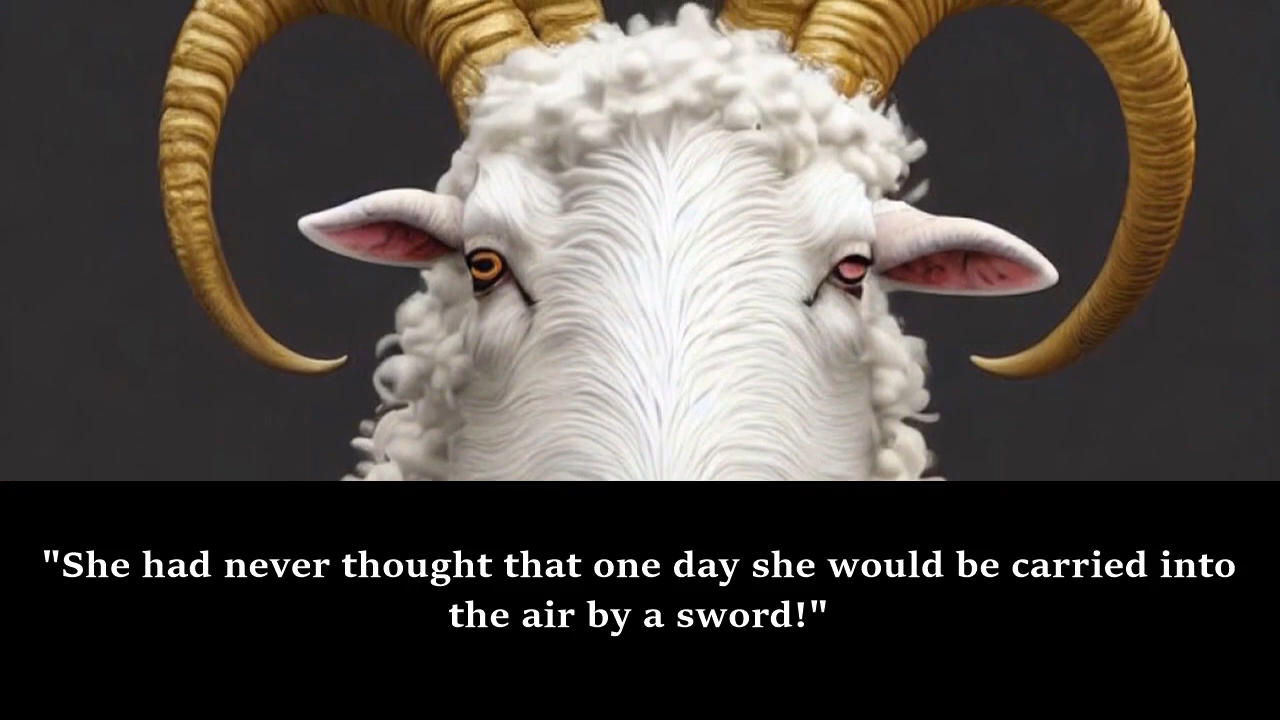 "She had never thought that one day she would be carried into
the air by a sword!"